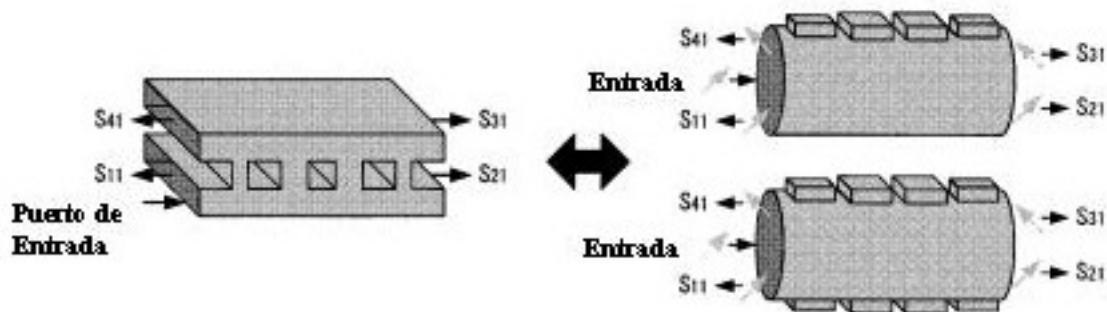 S41
S31
S11
S21
Puerto de
Entrada
S41
S31
Entrada
S21
S11
S41
S31
Entrada
S21
S11